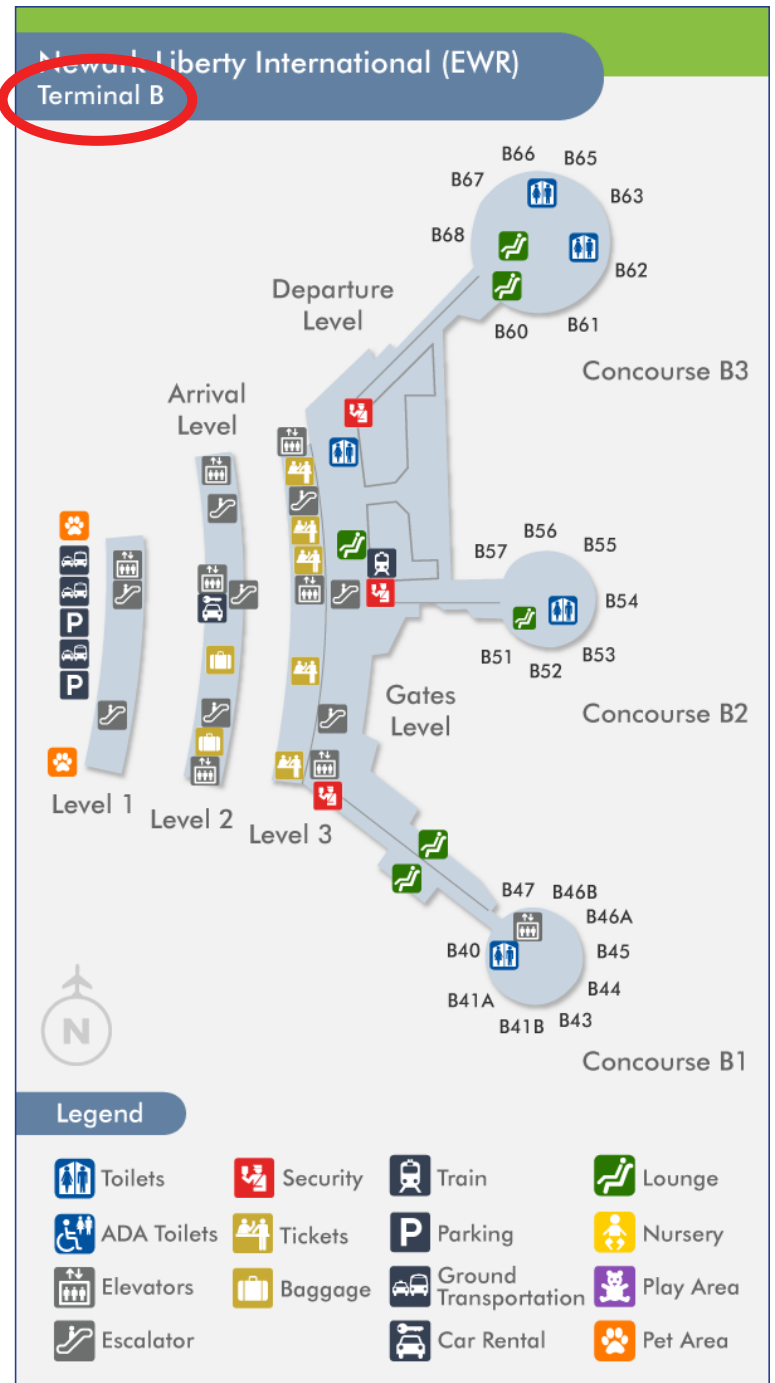 Newark Liberty International (EWR)
Terminal B
B66
B65
B67
B63
B68
B62
B60
B61
Departure
Level
Concourse B3
Arrival
Level
B56
B55
B57
B54
B51
B53
B52
Gates
Level
Concourse B2
P
P
Level 1
Level 2
Level 3
B47
B46B
B46A
B40
B45
B44
B41A
B43
B41B
N
Concourse B1
Legend
Toilets
Security
Train
Lounge
ADA Toilets
Tickets
P
Parking
Nursery
Elevators
Baggage
Ground
Transportation
Play Area
Escalator
Car Rental
Pet Area